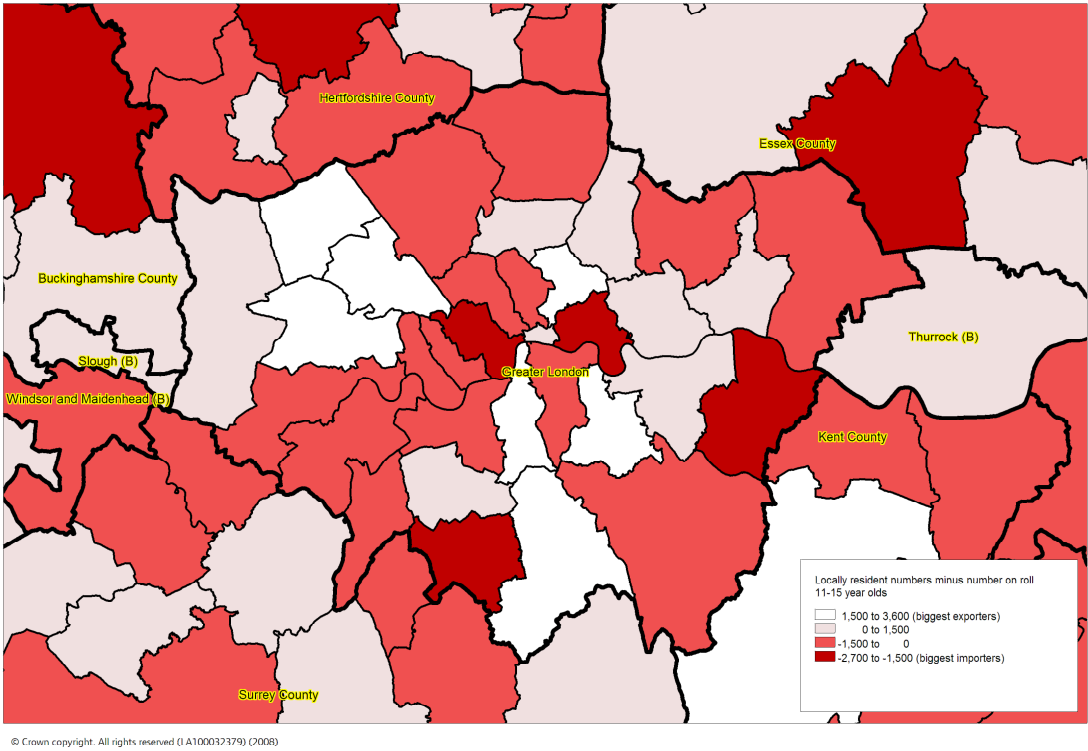 Hertfordshire County
Essex County
Buckinghamshire County
Thurrock (B)
Slough (B)
Greater London
Windsor and Maidenhead (B)
Kent County
Surrey County
Locally resident numbers minus number on roll
11-15 year olds
1,500 to 3,600 (biggest exporters)
0 to 1,500
-1,500 to 0
-2,700 to -1,500 (biggest importers)
© Crown copyright. All rights reserved (LA100032379) (2008)